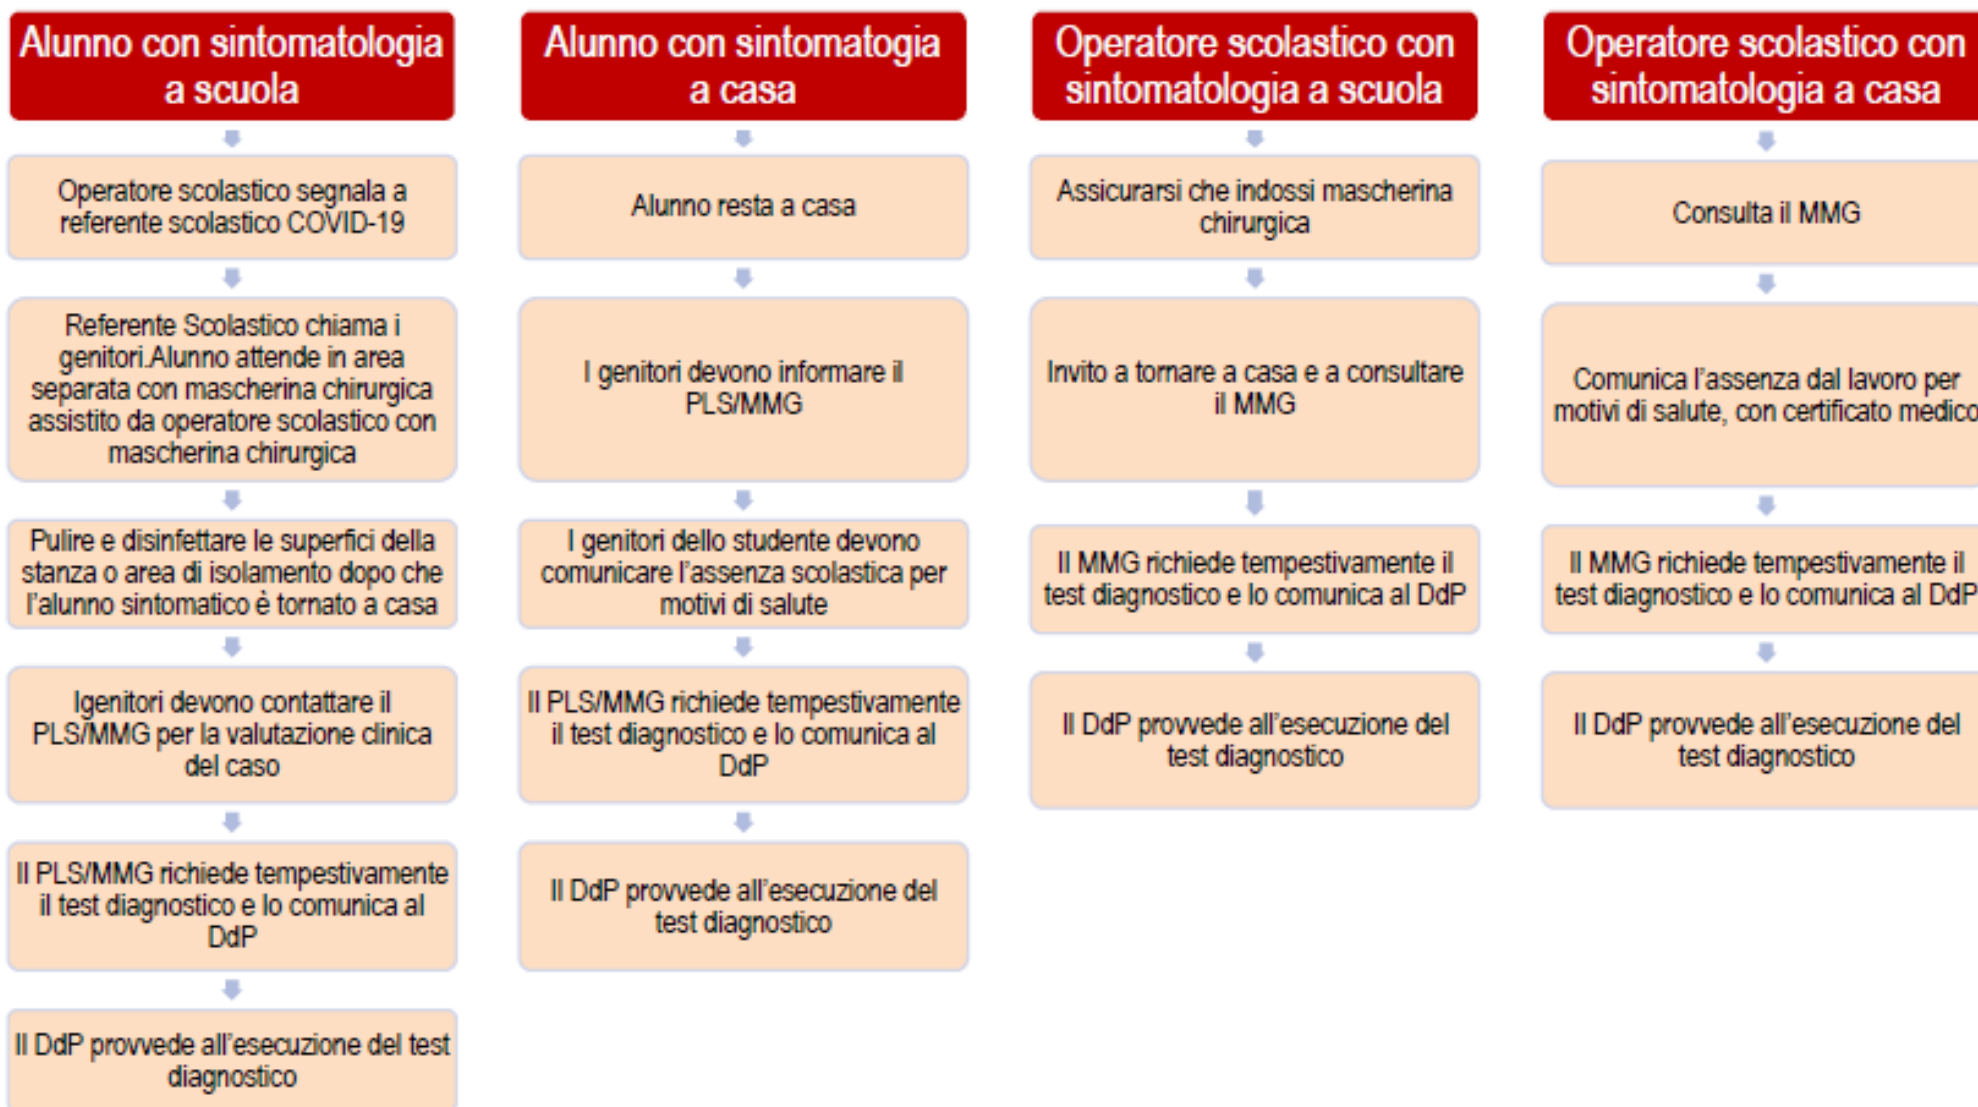 Alunno con sintomatologia
a scuola
Operatore scolastico segnala a
referente scolastico COVID-19
Referente Scolastico chiama i
genitori.Alunno attende in area
separata con mascherina chirurgica
assistito da operatore scolastico con
mascherina chirurgica
Pulire e disinfettare le superfici della
stanza o area di isolamento dopo che
l'alunno sintomatico è tornato a casa
Igenitori devono contattare il
PLS/MMG per la valutazione clinica
del caso
Il PLS/MMG richiede tempestivamente
il test diagnostico e lo comunica al
DdP
Il DdP provvede all'esecuzione del test
diagnostico
Alunno con sintomatogia
a casa
Alunno resta a casa
I genitori devono informare il
PLS/MMG
I genitori dello studente devono
comunicare l'assenza scolastica per
motivi di salute
Il PLS/MMG richiede tempestivamente
il test diagnostico e lo comunica al
DdP
Il DdP provvede all'esecuzione del
test diagnostico
Operatore scolastico con
sintomatologia a scuola
Assicurarsi che indossi mascherina
chirurgica
Invito a tornare a casa e a consultare
il MMG
Il MMG richiede tempestivamente il
test diagnostico e lo comunica al DdP
Il DdP provvede all'esecuzione del
test diagnostico
Operatore scolastico con
sintomatologia a casa
Consulta il MMG
Comunica l'assenza dal lavoro per
motivi di salute, con certificato medico
Il MMG richiede tempestivamente il
test diagnostico e lo comunica al DdP
Il DdP provvede all'esecuzione del
test diagnostico